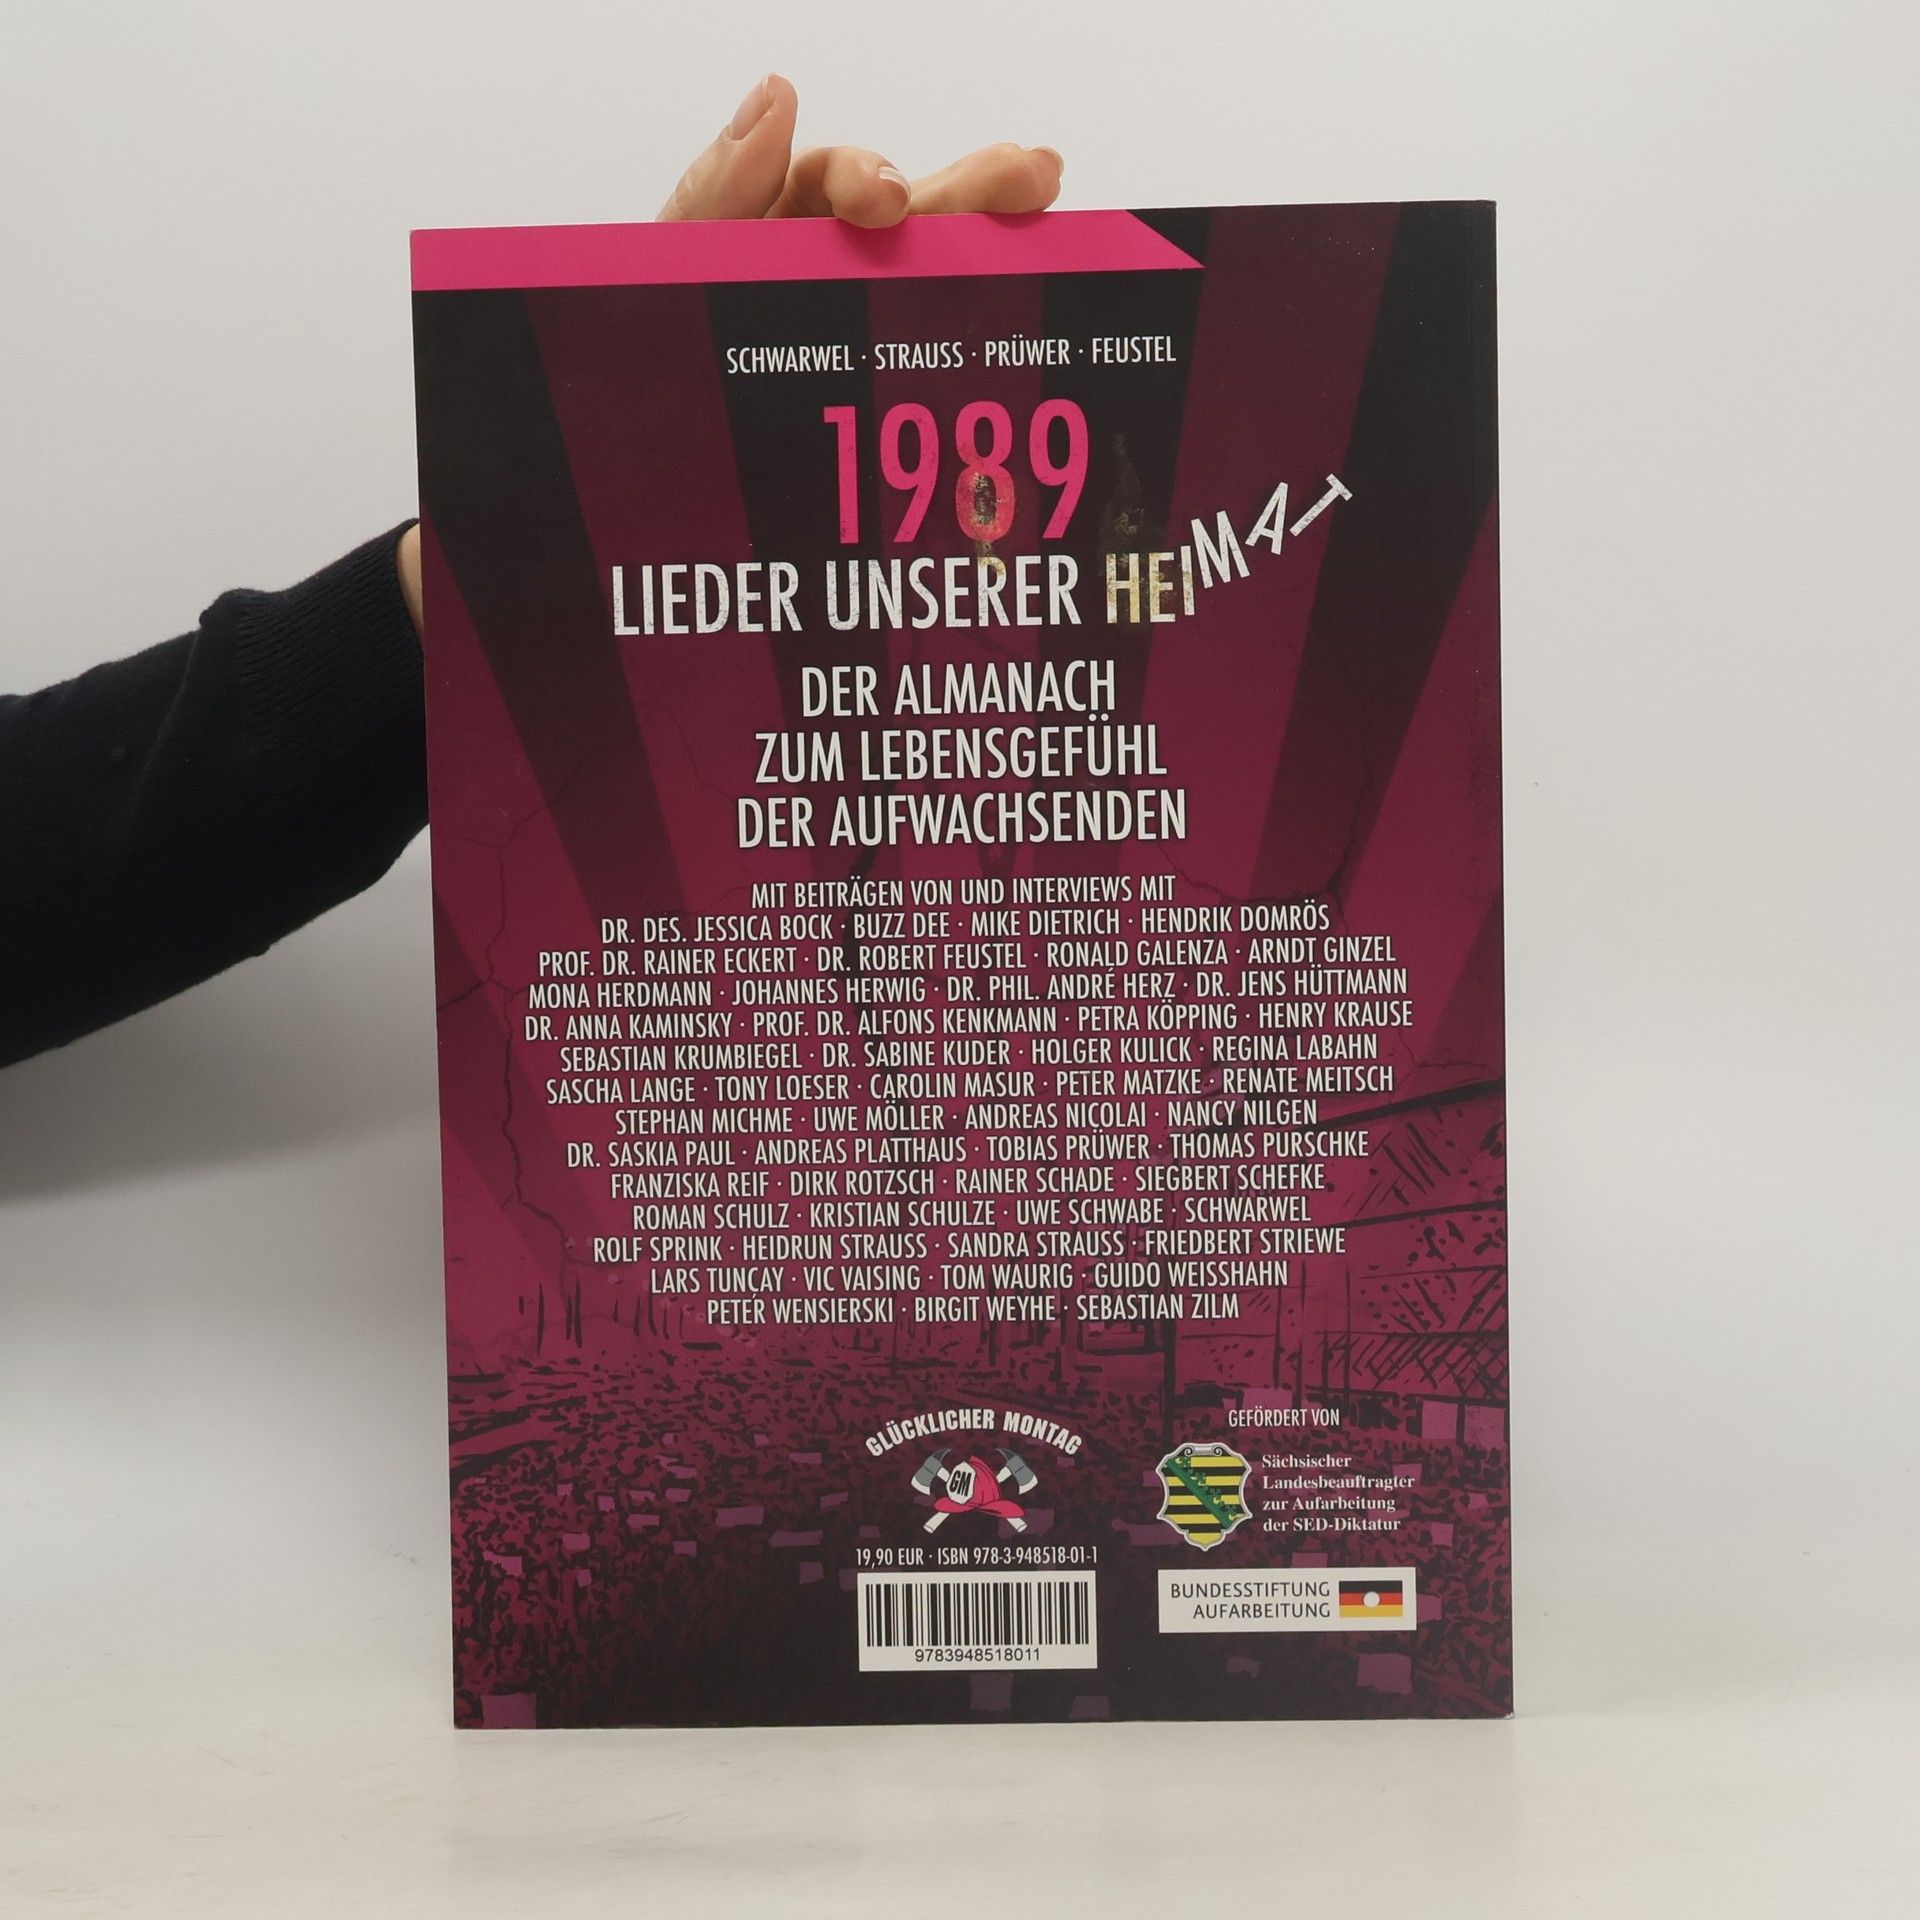 SCHWARWEL · STRAUSS · PRÜWER · FEUSTEL
1989
LIEDER UNSERER HEIMAT
DER ALMANACH
ZUM LEBENSGEFÜHL
DER AUFWACHSENDEN
MIT BEITRÄGEN VON UND INTERVIEWS MIT
DR. DES. JESSICA BOCK · BUZZ DEE · MIKE DIETRICH · HENDRIK DOMRÖS
PROF. DR. RAINER ECKERT · DR. ROBERT FEUSTEL · RONALD GALENZA · ARNDT GINZEL
MONA HERDMANN · JOHANNES HERWIG · DR. PHIL. ANDRÉ HERZ · DR. JENS HÜTTMANN
DR. ANNA KAMINSKY · PROF. DR. ALFONS KENKMANN · PETRA KÖPPING · HENRY KRAUSE
SEBASTIAN KRUMBIEGEL · DR. SABINE KUDER · HOLGER KULICK · REGINA LABAHN
SASCHA LANGE · TONY LOESER · CAROLIN MASUR · PETER MATZKE · RENATE MEITSCH
STEPHAN MICHME · UWE MÖLLER · ANDREAS NICOLAI · NANCY NILGEN
DR. SASKIA PAUL · ANDREAS PLATTHAUS · TOBIAS PRÜWER · THOMAS PURSCHKE
FRANZISKA REIF · DIRK ROTZSCH · RAINER SCHADE · SIEGBERT SCHEFKE
ROMAN SCHULZ · KRISTIAN SCHULZE · UWE SCHWABE · SCHWARWEL
ROLF SPRINK · HEIDRUN STRAUSS · SANDRA STRAUSS · FRIEDBERT STRIEWE
LARS TUNÇAY · VIC VAISING · TOM WAURIG · GUIDO WEISSHAHN
PETER WENSIERSKI · BIRGIT WEYHE · SEBASTIAN ZILM
GLÜCKLICHER MONTAG
GM
19,90 EUR · ISBN 978-3-948518-01-1
9783948518011
GEFÖRDERT VON
Sächsischer
Landesbeauftragter
zur Aufarbeitung
der SED-Diktatur
BUNDESSTIFTUNG
AUFARBEITUNG